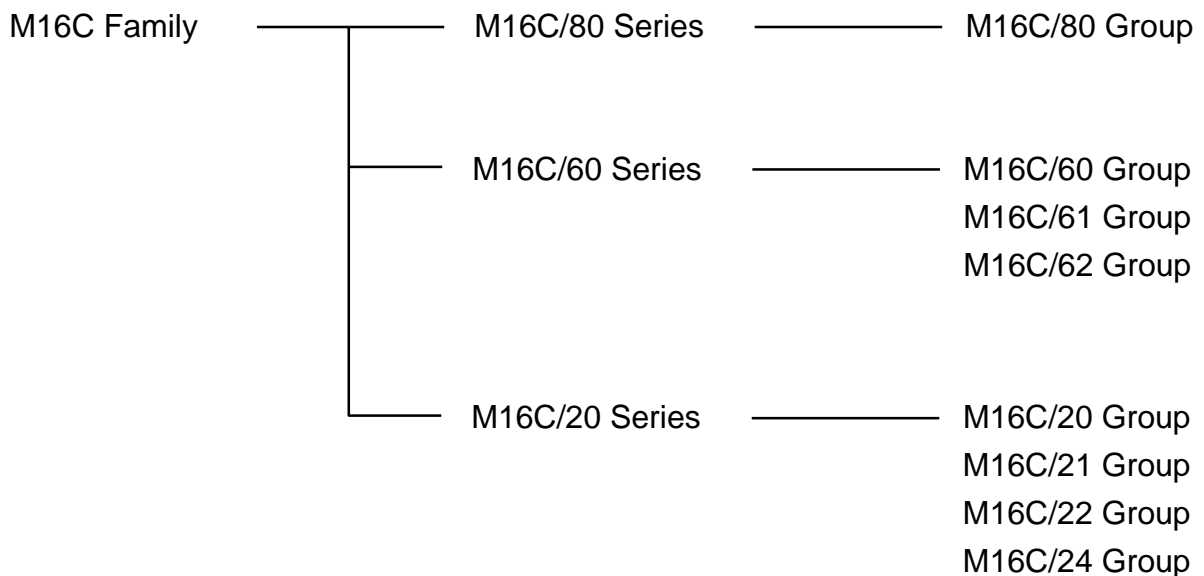 M16C Family M16C/80 Series M16C/80 Group
M16C/60 Series M16C/60 Group
M16C/61 Group
M16C/62 Group
M16C/20 Series M16C/20 Group
M16C/21 Group
M16C/22 Group
M16C/24 Group